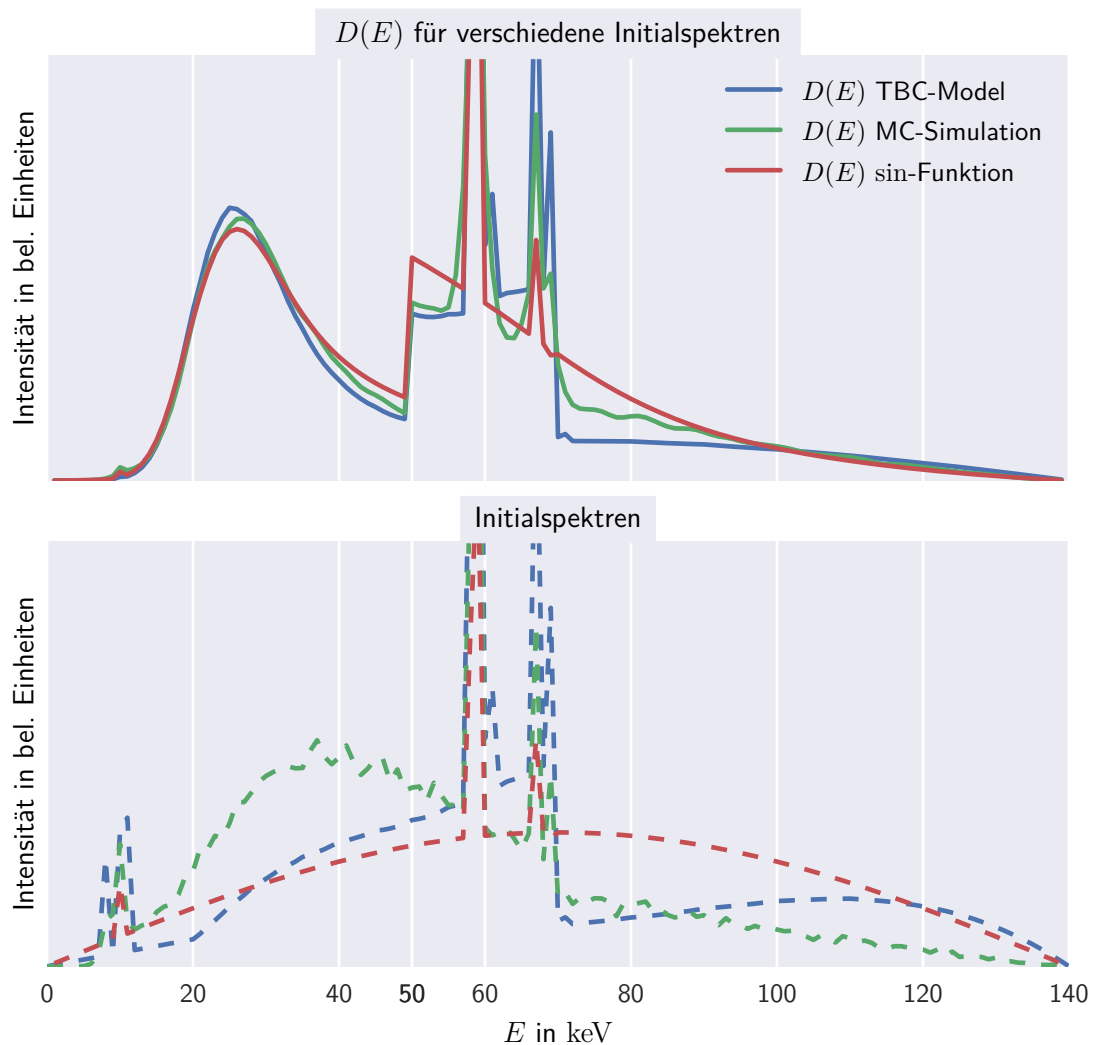 D(E) für verschiedene Initialspektren
Intensität in bel. Einheiten
D(E) TBC-Model
D(E) MC-Simulation
D(E) sin-Funktion
Initialspektren
Intensität in bel. Einheiten
0 20 40 50 60 80 100 120 140
E in keV